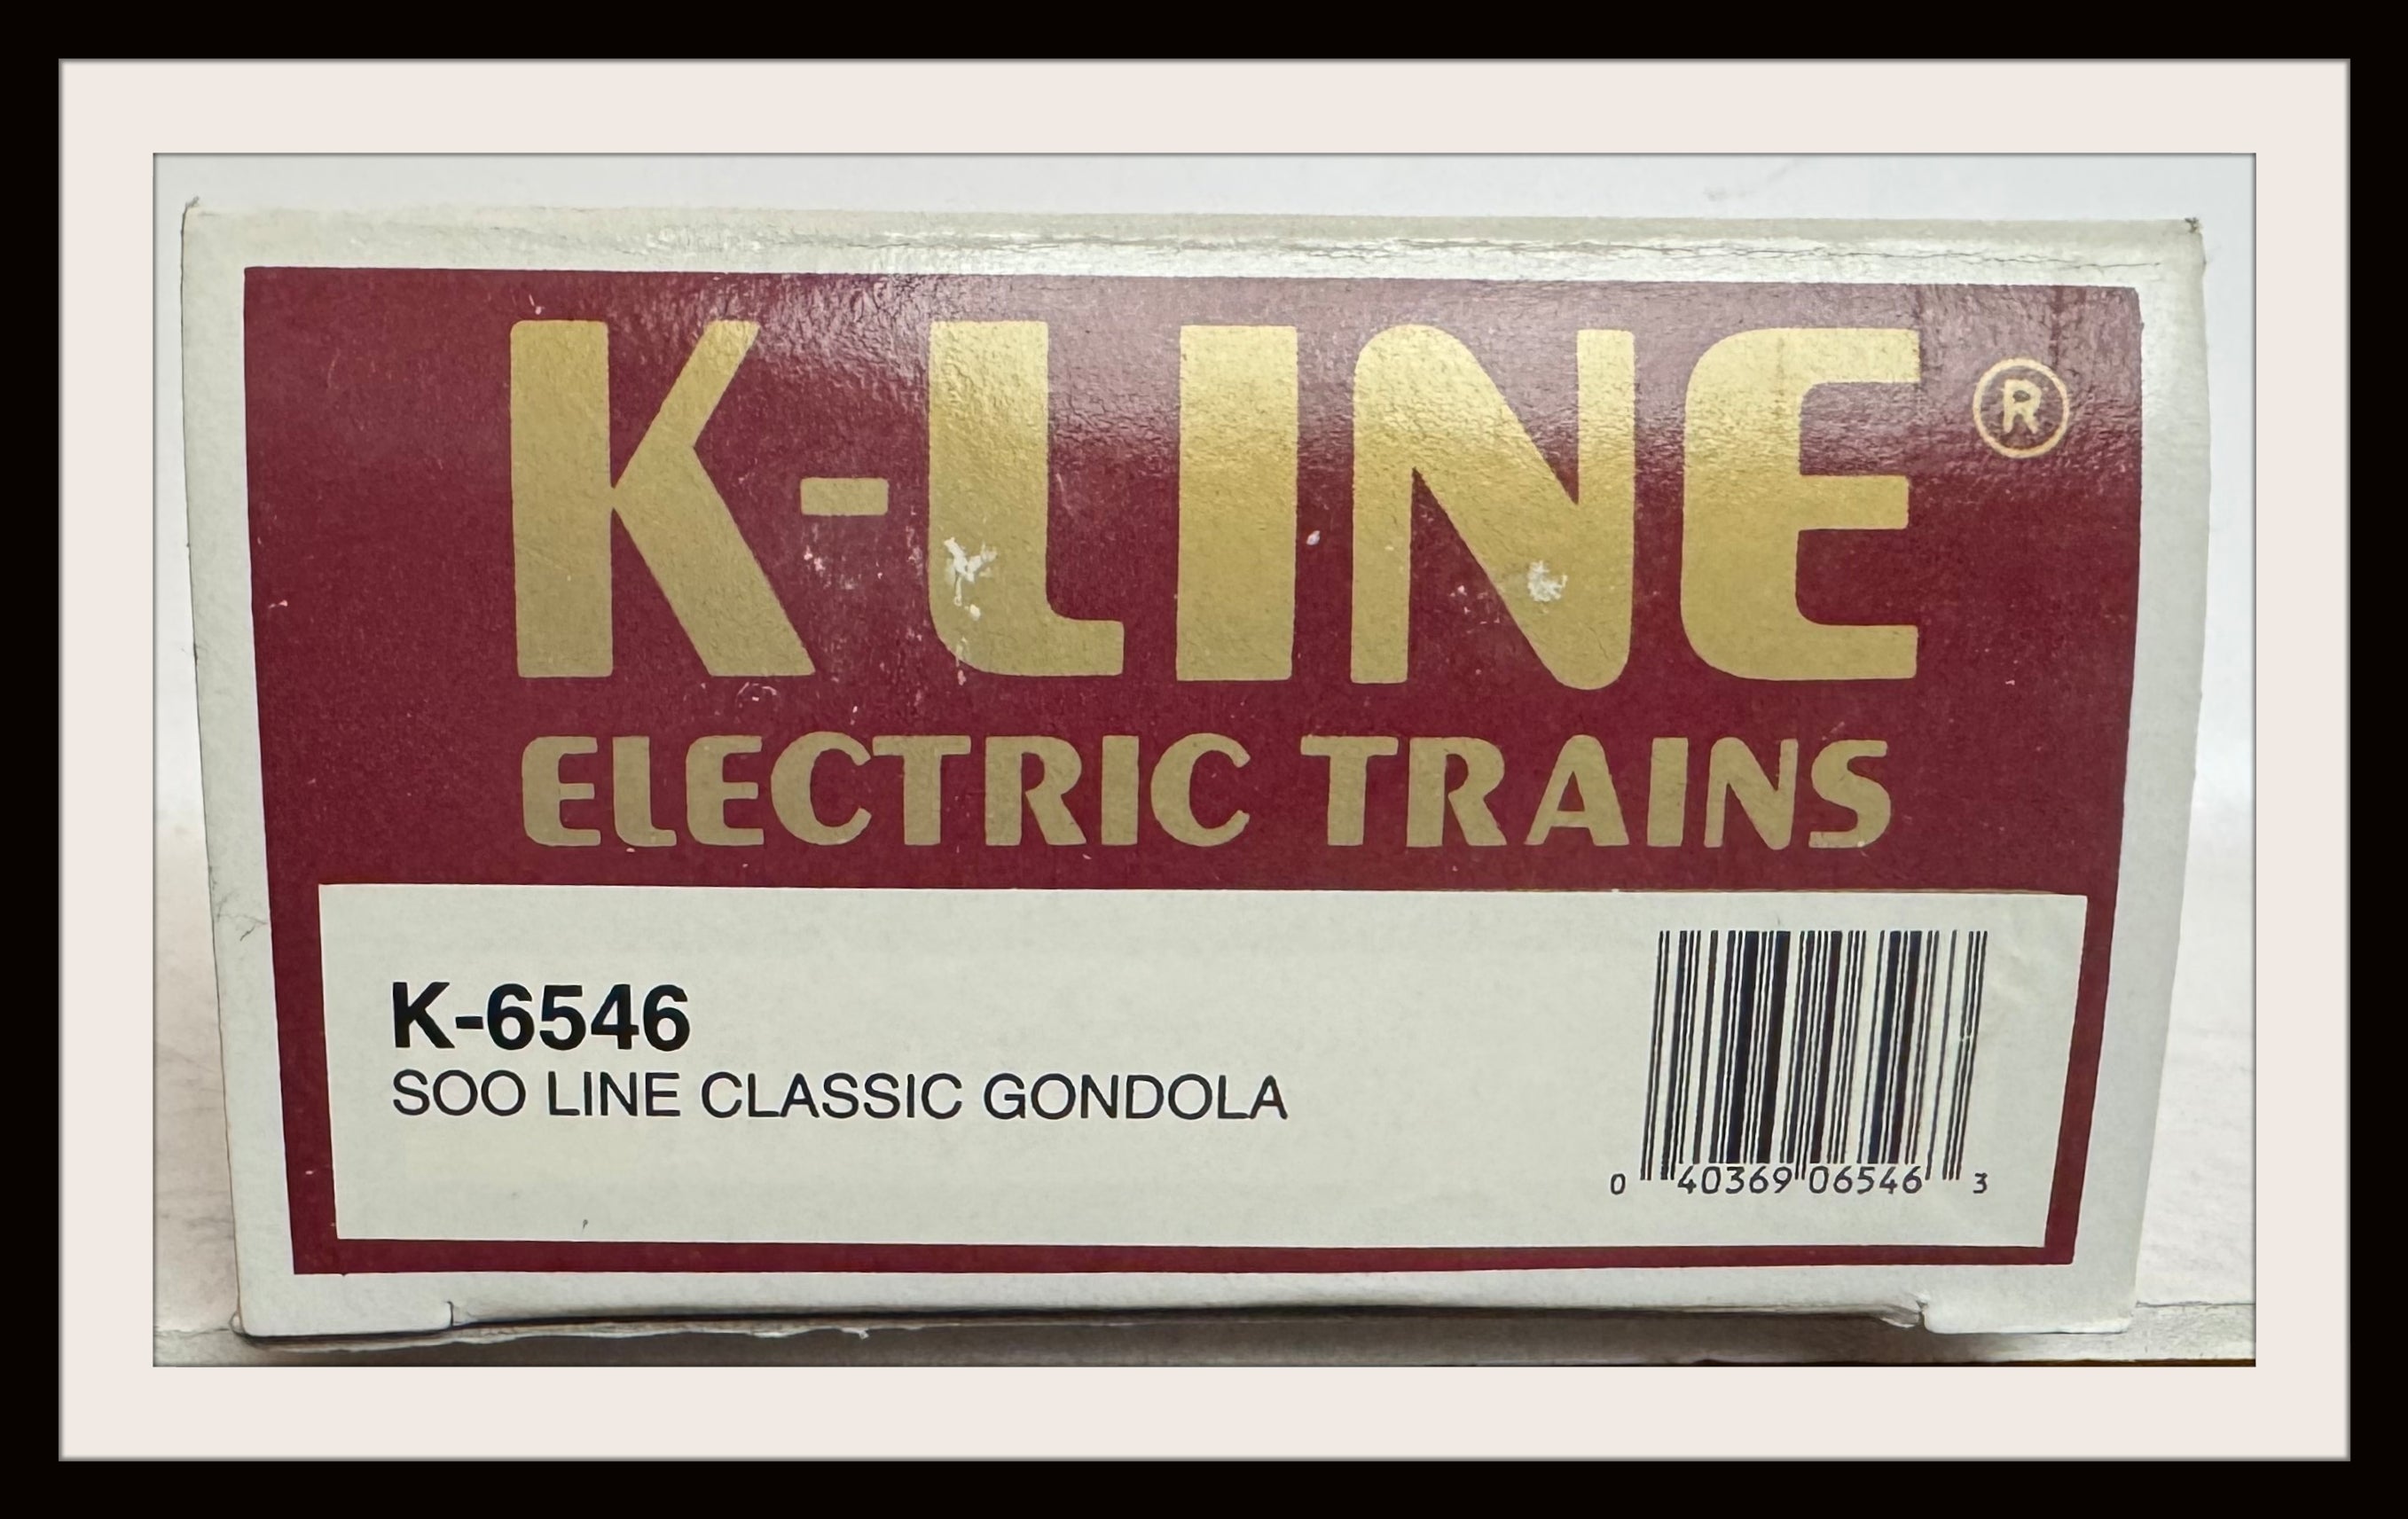 K-LINE®
ELECTRIC TRAINS
K-6546
SOO LINE CLASSIC GONDOLA
0 40369 06546 3